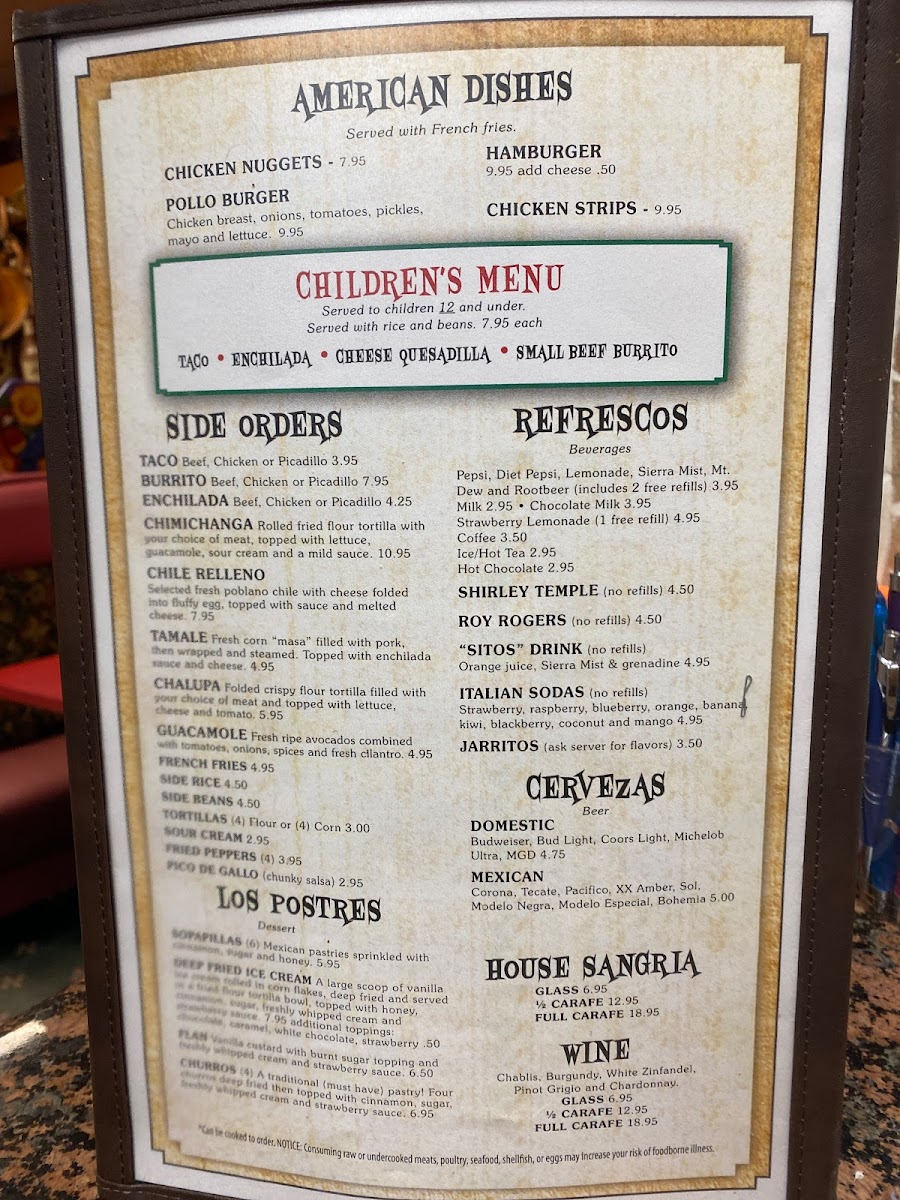 AMERICAN DISHES
Served with French fries.
CHICKEN NUGGETS - 7.95
POLLO BURGER
Chicken breast, onions, tomatoes, pickles,
mayo and lettuce. 9.95
HAMBURGER
9.95 add cheese .50
CHICKEN STRIPS - 9.95
CHILDREN'S MENU
Served to children 12 and under.
Served with rice and beans. 7.95 each
TACO • ENCHILADA • CHEESE QUESADILLA • SMALL BEEF BURRITO
SIDE ORDERS
TACO Beef, Chicken or Picadillo 3.95
BURRITO Beef, Chicken or Picadillo 7.95
ENCHILADA Beef, Chicken or Picadillo 4.25
CHIMICHANGA Rolled fried flour tortilla with
your choice of meat, topped with lettuce,
guacamole, sour cream and a mild sauce. 10.95
CHILE RELLENO
Selected fresh poblano chile with cheese folded
into fluffy egg, topped with sauce and melted
cheese. 7.95
TAMALE Fresh corn "masa" filled with pork,
then wrapped and steamed. Topped with enchilada
sauce and cheese. 4.95
CHALUPA Folded crispy flour tortilla filled with
your choice of meat and topped with lettuce,
cheese and tomato. 5.95
GUACAMOLE Fresh ripe avocados combined
with tomatoes, onions, spices and fresh cilantro. 4.95
FRENCH FRIES 4.95
SIDE RICE 4.50
SIDE BEANS 4.50
TORTILLAS (4) Flour or (4) Corn 3.00
SOUR CREAM 2.95
FRIED PEPPERS (4) 3.95
PICO DE GALLO (chunky salsa) 2.95
LOS POSTRES
Dessert
SOPAPILLAS (6) Mexican pastries sprinkled with
cinnamon, sugar and honey. 5.95
DEEP FRIED ICE CREAM A large scoop of vanilla
ice cream rolled in corn flakes, deep fried and served
in a fried flour tortilla bowl, topped with honey,
cinnamon, sugar, freshly whipped cream and
strawberry sauce. 7.95 additional toppings:
chocolate, caramel, white chocolate, strawberry .50
FLAN Vanilla custard with burnt sugar topping and
freshly whipped cream and strawberry sauce. 6.50
CHURROS (4) A traditional (must have) pastry! Four
churros deep fried then topped with cinnamon, sugar,
freshly whipped cream and strawberry sauce. 6.95
REFRESCOS
Beverages
Pepsi, Diet Pepsi, Lemonade, Sierra Mist, Mt.
Dew and Rootbeer (includes 2 free refills) 3.95
Milk 2.95 • Chocolate Milk 3.95
Strawberry Lemonade (1 free refill) 4.95
Coffee 3.50
Ice/Hot Tea 2.95
Hot Chocolate 2.95
SHIRLEY TEMPLE (no refills) 4.50
ROY ROGERS (no refills) 4.50
"SITOS" DRINK (no refills)
Orange juice, Sierra Mist & grenadine 4.95
ITALIAN SODAS (no refills)
Strawberry, raspberry, blueberry, orange, banana
kiwi, blackberry, coconut and mango 4.95
JARRITOS (ask server for flavors) 3.50
CERVEZAS
Beer
DOMESTIC
Budweiser, Bud Light, Coors Light, Michelob
Ultra, MGD 4.75
MEXICAN
Corona, Tecate, Pacifico, XX Amber, Sol,
Modelo Negra, Modelo Especial, Bohemia 5.00
HOUSE SANGRIA
GLASS 6.95
½ CARAFE 12.95
FULL CARAFE 18.95
WINE
Chablis, Burgundy, White Zinfandel,
Pinot Grigio and Chardonnay.
GLASS 6.95
½ CARAFE 12.95
FULL CARAFE 18.95
*Can be cooked to order. NOTICE: Consuming raw or undercooked meats, poultry, seafood, shellfish, or eggs may Increase your risk of foodborne illness.